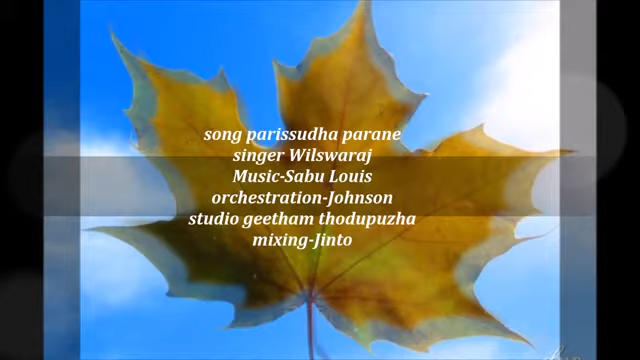 song parissudha parane
singer Wilswaraj
Music-Sabu Louis
orchestration-Johnson
studio geetham thodupuzha
mixing-Jinto